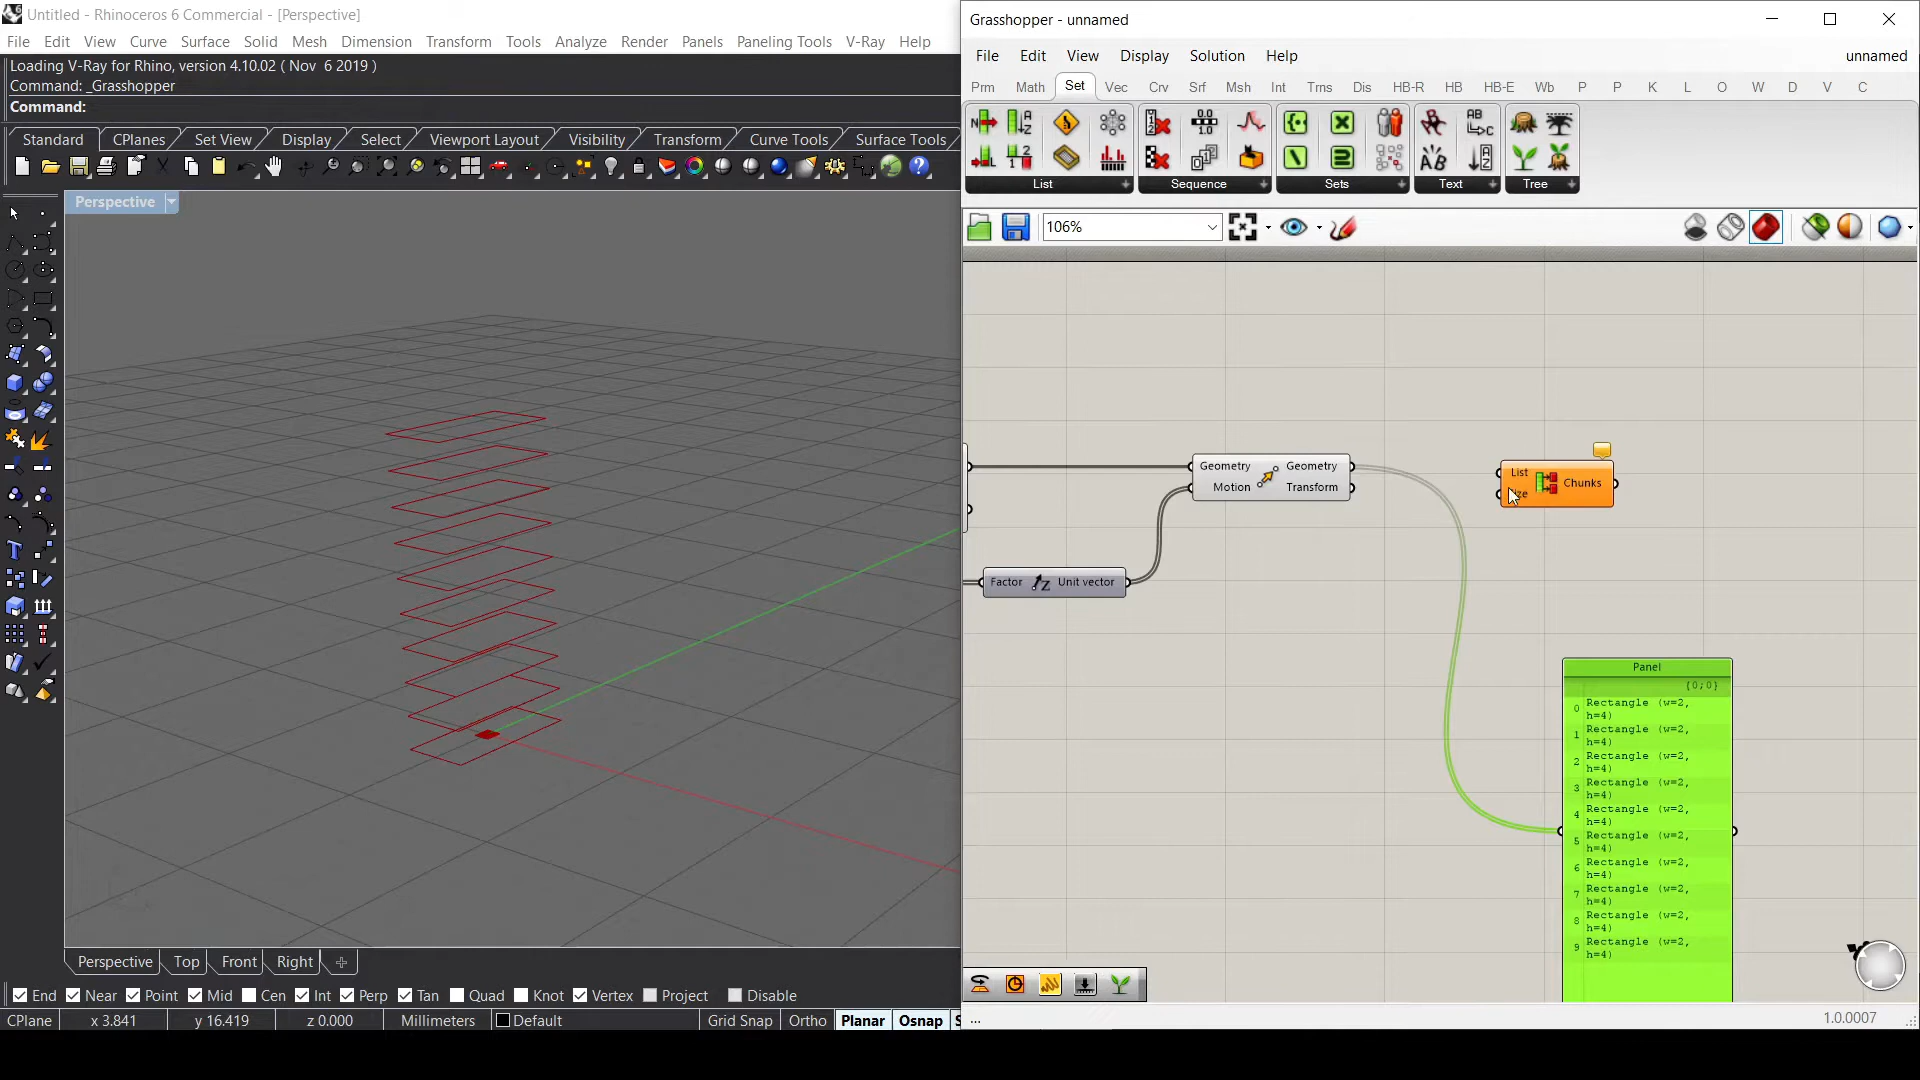 Untitled - Rhinoceros 6 Commercial - [Perspective]
File Edit View Curve Surface Solid Mesh Dimension Transform Tools Analyze Render Panels Paneling Tools V-Ray Help
Loading V-Ray for Rhino, version 4.10.02 ( Nov  6 2019 )
Command: _Grasshopper
Command:
Standard CPlanes Set View Display Select Viewport Layout Visibility Transform Curve Tools Surface Tools
Perspective
Perspective Top Front Right
End Near Point Mid Cen Int Perp Tan Quad Knot Vertex Project Disable
CPlane x 3.841 y 16.419 z 0.000 Millimeters Default Grid Snap Ortho Planar Osnap S
Grasshopper - unnamed
File Edit View Display Solution Help unnamed
Prm Math Set Vec Crv Srf Msh Int Trns Dis HB-R HB HB-E Wb P P K L O W D V C
List Sequence Sets Text Tree
106%
Geometry Geometry
Motion Transform
List
Chunks
Factor Unit vector
Panel
{0;0}
0 Rectangle (w=2,
h=4)
1 Rectangle (w=2,
h=4)
2 Rectangle (w=2,
h=4)
3 Rectangle (w=2,
h=4)
4 Rectangle (w=2,
h=4)
5 Rectangle (w=2,
h=4)
6 Rectangle (w=2,
h=4)
7 Rectangle (w=2,
h=4)
8 Rectangle (w=2,
h=4)
9 Rectangle (w=2,
h=4)
... 1.0.0007